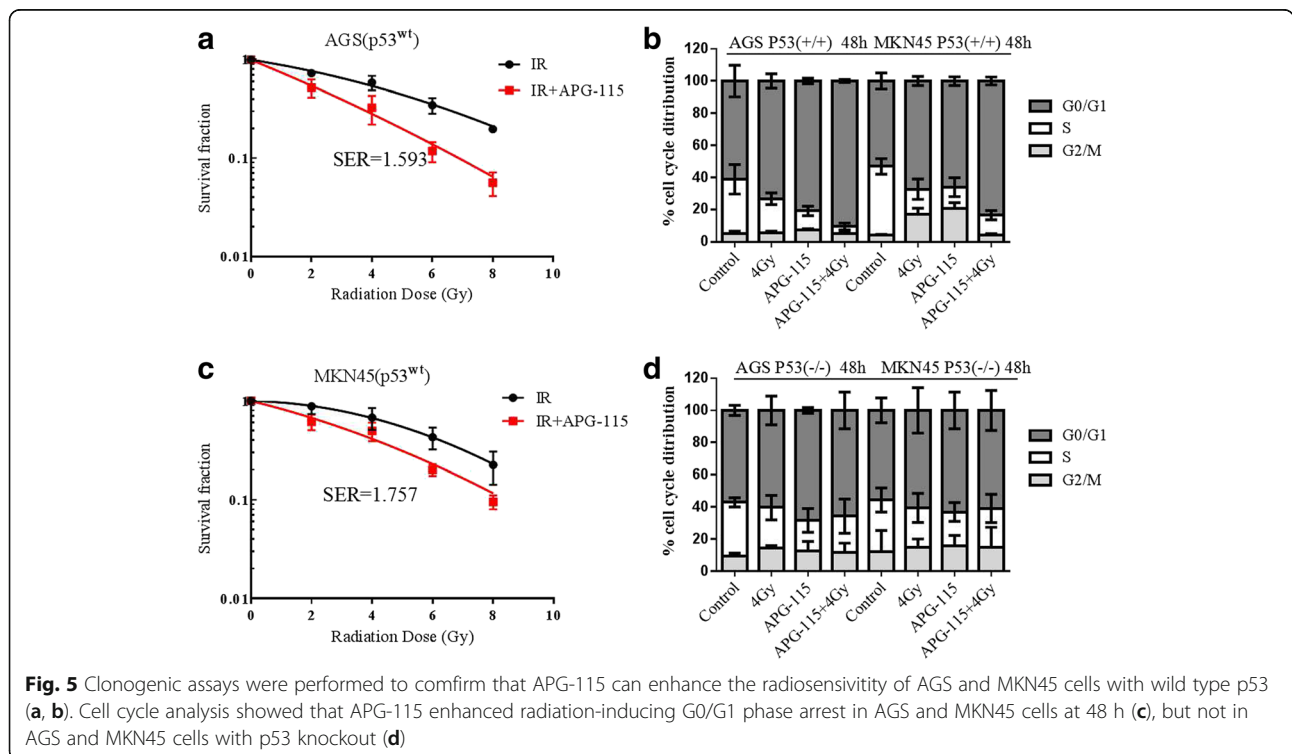 a
AGS(p53wt)
1
0.1
0.01
Survival fraction
0 2 4 6 8 10
Radiation Dose (Gy)
IR
IR+APG-115
SER=1.593
b
AGS P53(+/+) 48h MKN45 P53(+/+) 48h
120
100
80
60
40
20
0
% cell cycle ditribution
Control
4Gy
APG-115
APG-115+4Gy
Control
4Gy
APG-115
APG-115+4Gy
G0/G1
S
G2/M
c
MKN45(p53wt)
1
0.1
0.01
Survival fraction
0 2 4 6 8 10
Radiation Dose (Gy)
IR
IR+APG-115
SER=1.757
d
AGS P53(-/-) 48h MKN45 P53(-/-) 48h
120
100
80
60
40
20
0
% cell cycle ditribution
Control
4Gy
APG-115
APG-115+4Gy
Control
4Gy
APG-115
APG-115+4Gy
G0/G1
S
G2/M
Fig. 5 Clonogenic assays were performed to comfirm that APG-115 can enhance the radiosensivitity of AGS and MKN45 cells with wild type p53
(a, b). Cell cycle analysis showed that APG-115 enhanced radiation-inducing G0/G1 phase arrest in AGS and MKN45 cells at 48 h (c), but not in
AGS and MKN45 cells with p53 knockout (d)